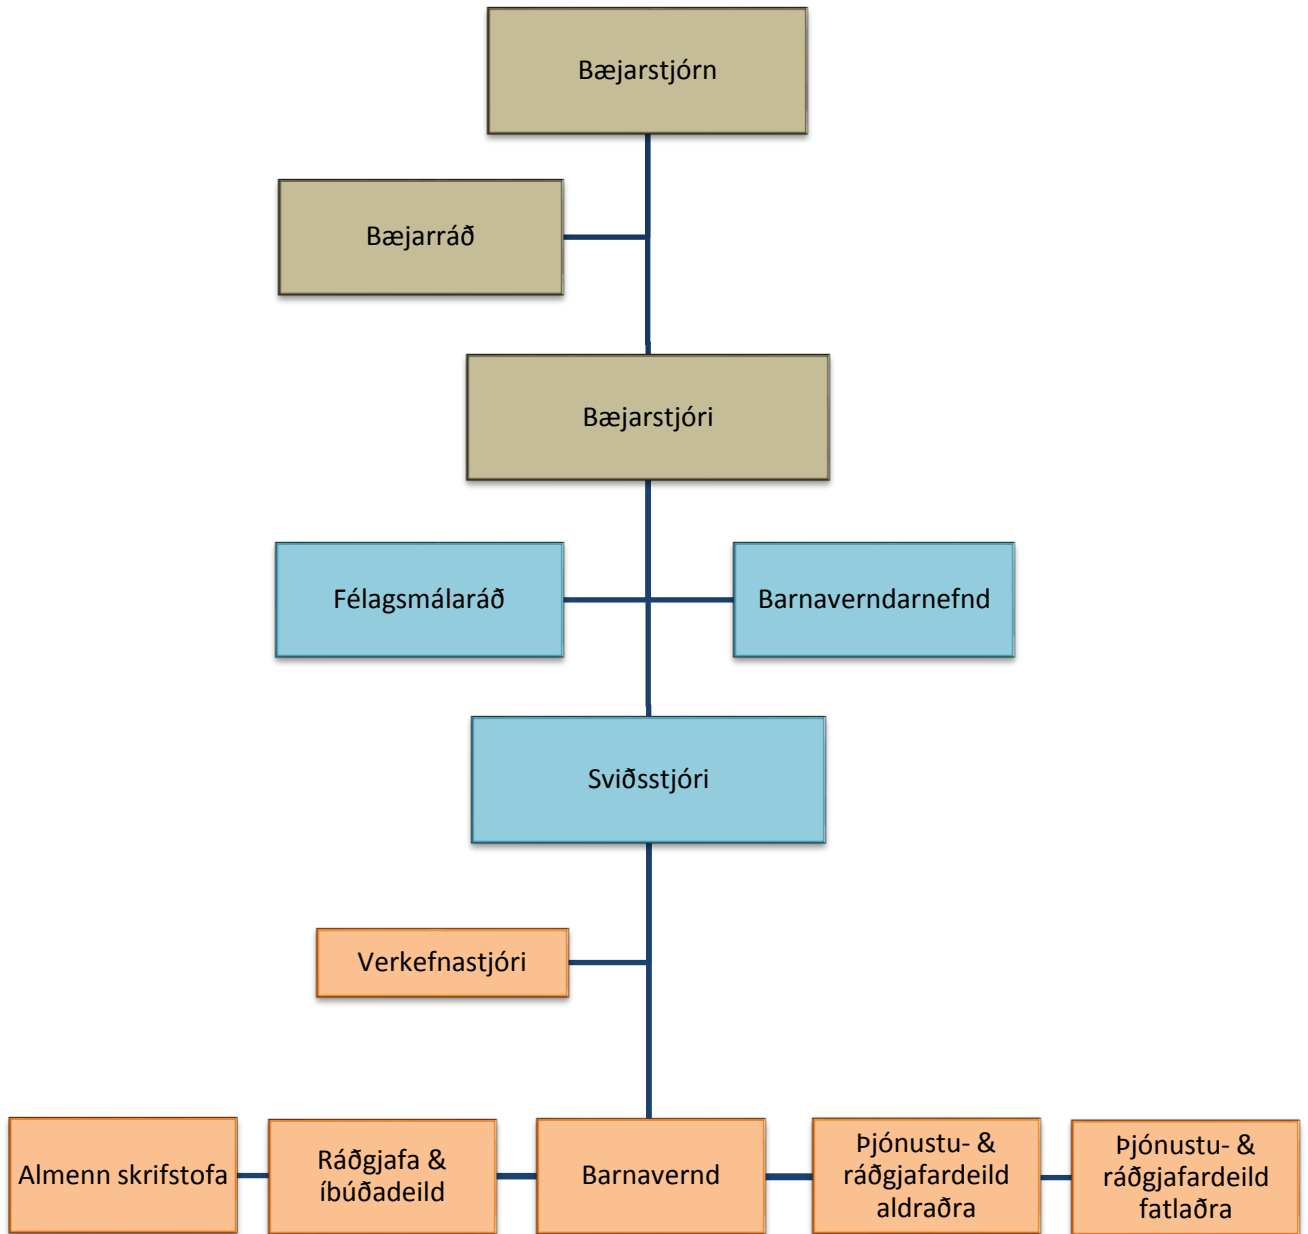 Bæjarstjórn
Bæjarráð
Bæjarstjóri
Félagsmálaráð
Barnaverndarnefnd
Sviðsstjóri
Verkefnastjóri
Almenn skrifstofa
Ráðgjafa &
íbúðadeild
Barnavernd
Þjónustu- &
ráðgjafardeild
aldraðra
Þjónustu- &
ráðgjafardeild
fatlaðra